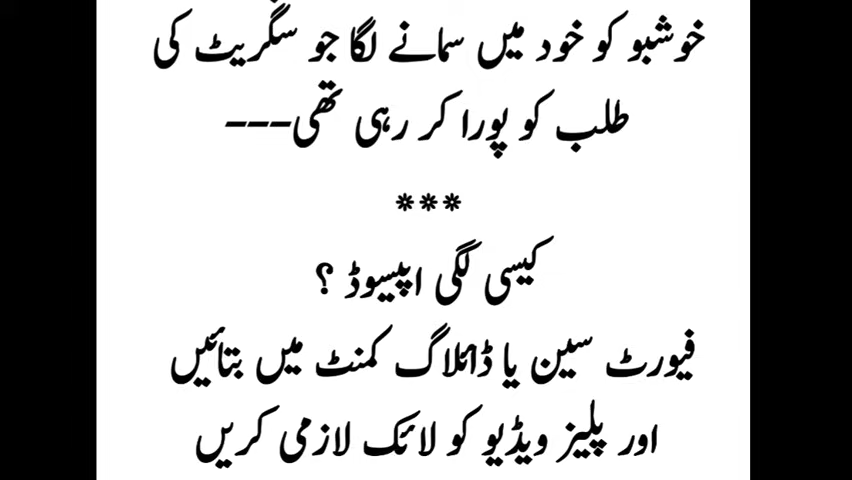 خوشبو کو خود میں سمانے لگا جو سگریٹ کی
طلب کو پورا کر رہی تھی---
***
کیسی لگی اپیسوڈ ؟
فیورٹ سین یا ڈائلاگ کمنٹ میں بتائیں
اور پلیز ویڈیو کو لائک لازمی کریں